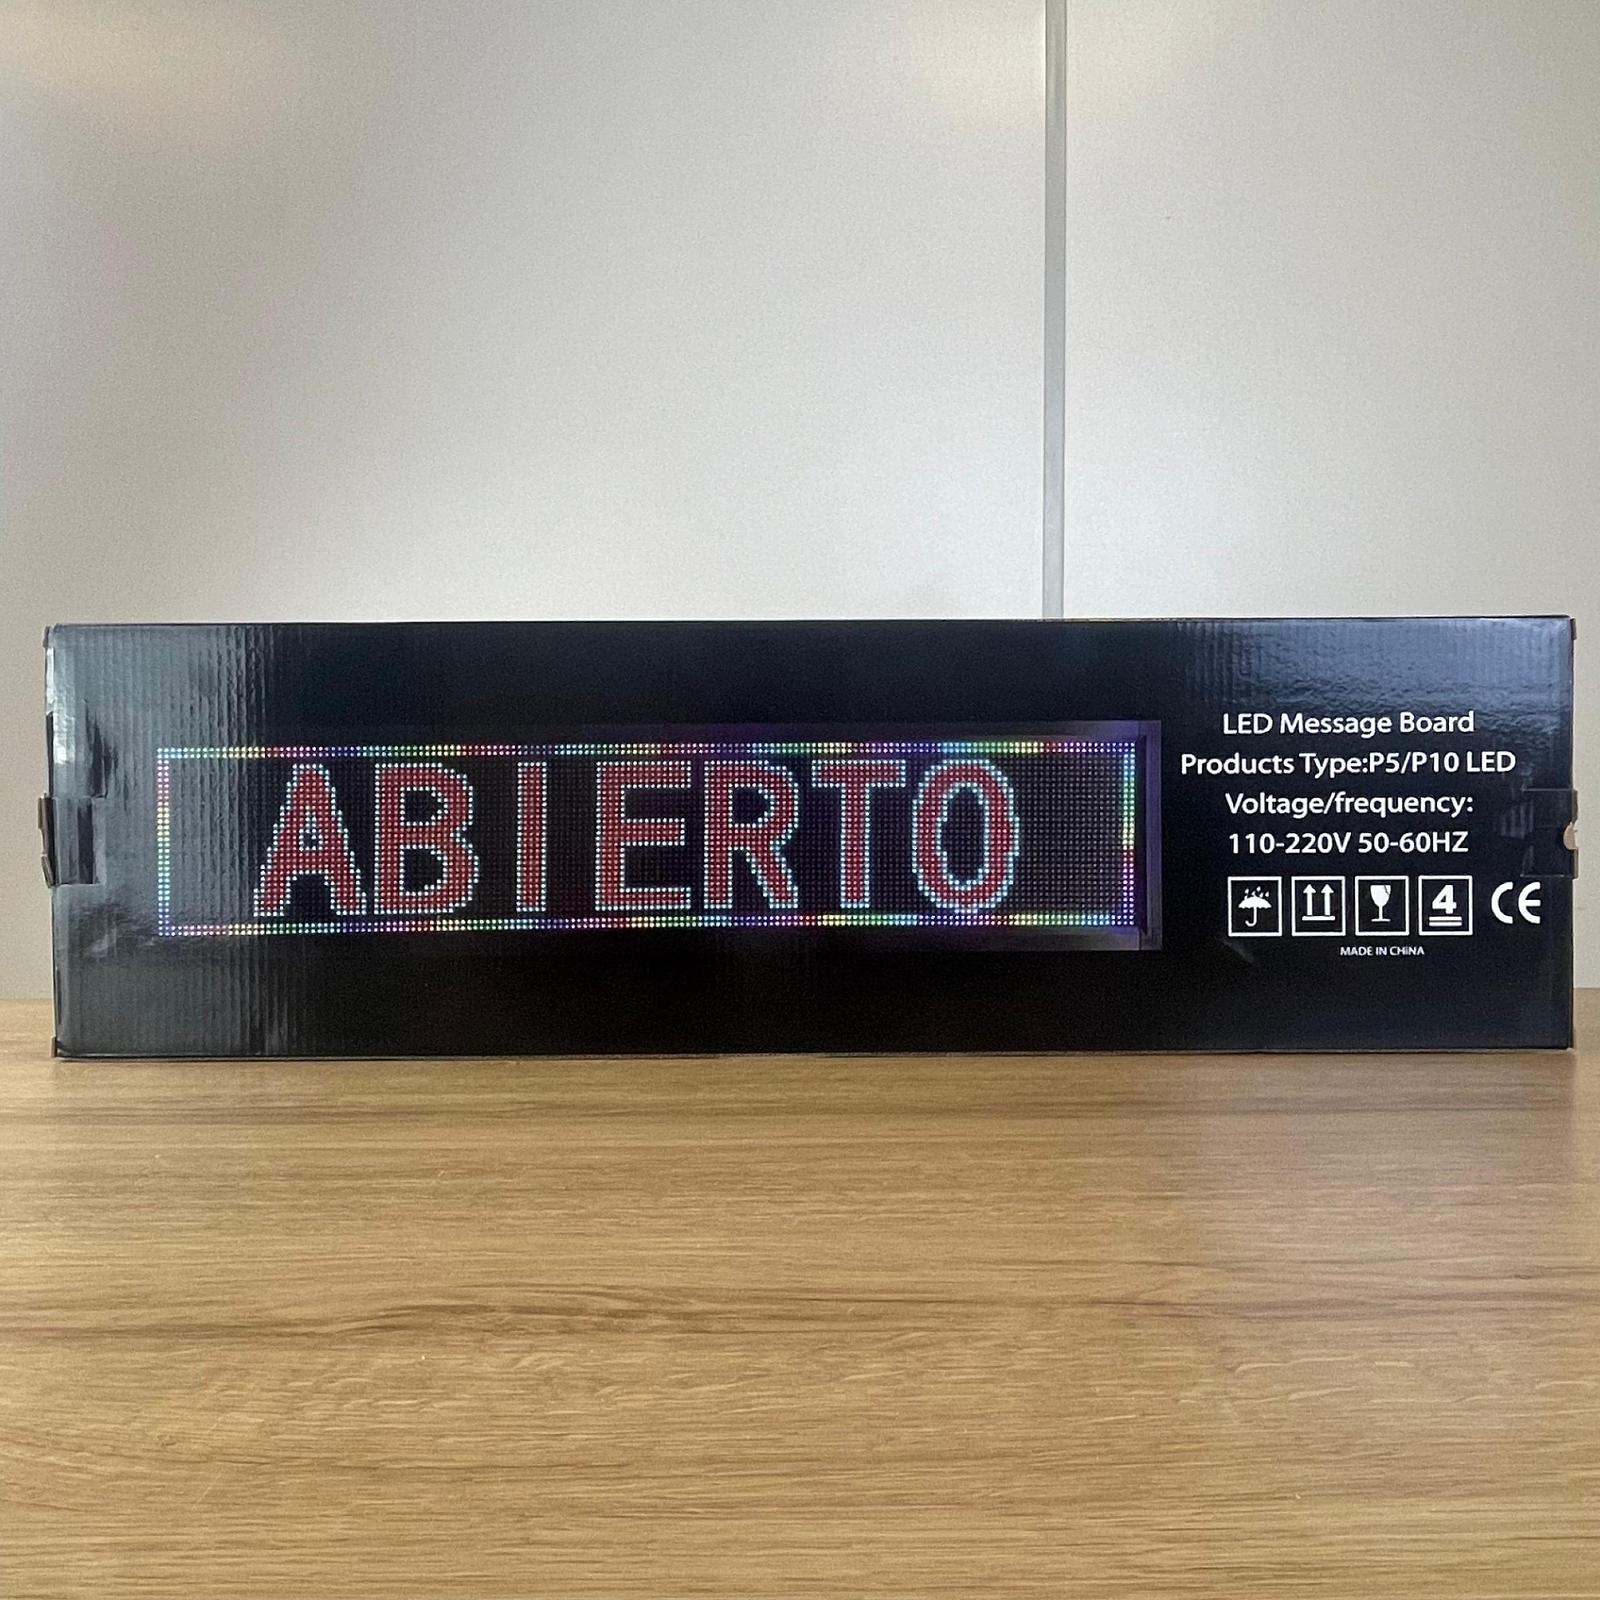 ABIERTO
LED Message Board
Products Type:P5/P10 LED
Voltage/frequency:
110-220V 50-60HZ
4
CE
MADE IN CHINA